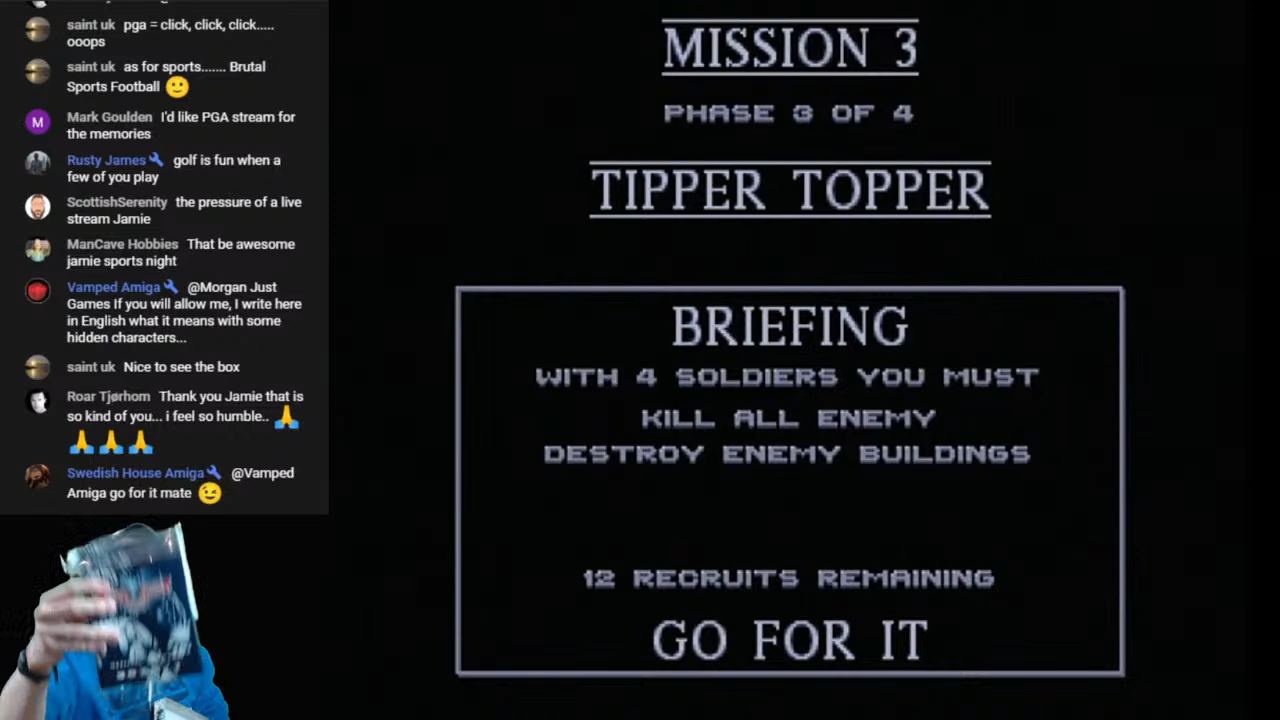 saint uk pga = click, click, click.....
ooops
saint uk as for sports....... Brutal
Sports Football
M
Mark Goulden I'd like PGA stream for
the memories
Rusty James golf is fun when a
few of you play
ScottishSerenity the pressure of a live
stream Jamie
ManCave Hobbies That be awesome
jamie sports night
Vamped Amiga @Morgan Just
Games If you will allow me, I write here
in English what it means with some
hidden characters...
saint uk Nice to see the box
Roar Tjørhom Thank you Jamie that is
so kind of you... i feel so humble..
Swedish House Amiga @Vamped
Amiga go for it mate
MISSION 3
PHASE 3 OF 4
TIPPER TOPPER
BRIEFING
WITH 4 SOLDIERS YOU MUST
KILL ALL ENEMY
DESTROY ENEMY BUILDINGS
12 RECRUITS REMAINING
GO FOR IT